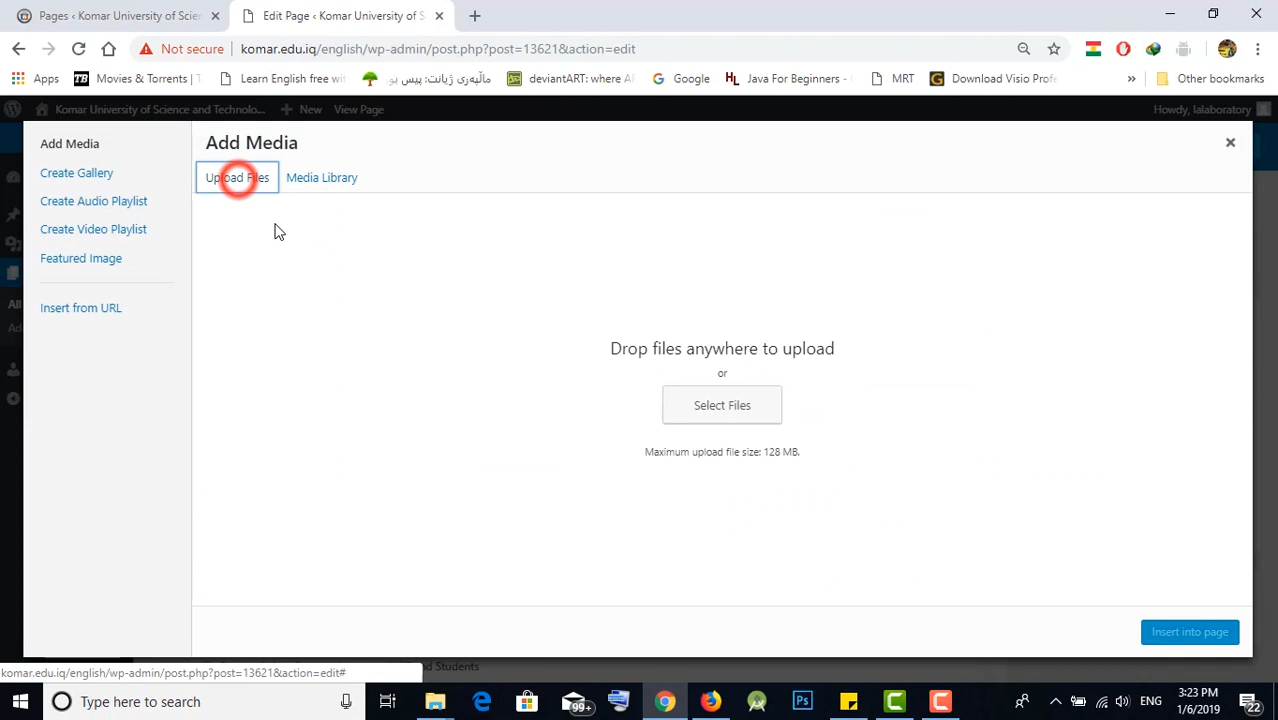 Pages ‹ Komar University of Scien
Edit Page ‹ Komar University of S
Not secure
komar.edu.iq/english/wp-admin/post.php?post=13621&action=edit
Apps
Movies & Torrents | T
Learn English free wit
deviantART: where A
Google
Java For Beginners -
MRT
Download Visio Profe
»
Other bookmarks
Komar University of Science and Technolo...
New
View Page
Howdy, lalaboratory
Add Media
Create Gallery
Create Audio Playlist
Create Video Playlist
Featured Image
Insert from URL
Add Media
Upload Files
Media Library
Drop files anywhere to upload
or
Select Files
Maximum upload file size: 128 MB.
Insert into page
komar.edu.iq/english/wp-admin/post.php?post=13621&action=edit#
Students
Type here to search
99+
ENG
3:23 PM
1/6/2019
22